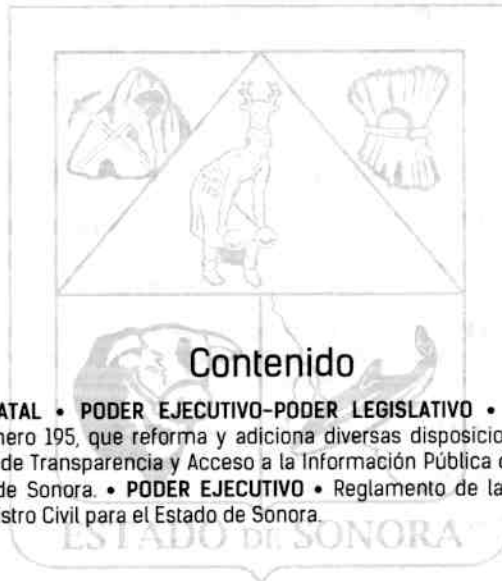 Contenido
ATAL • PODER EJECUTIVO-PODER LEGISLATIVO •
nero 195, que reforma y adiciona diversas disposicio
de Transparencia y Acceso a la Información Pública
de Sonora. • PODER EJECUTIVO • Reglamento de la
stro Civil para el Estado de Sonora.
ESTADO DE SONORA